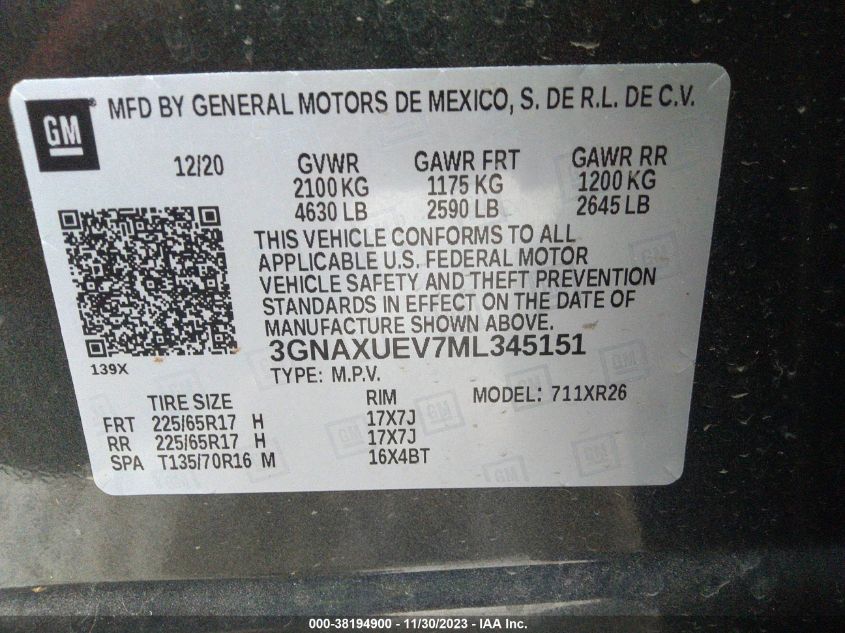 GM
MFD BY GENERAL MOTORS DE MEXICO, S. DE R.L. DE C.V.
12/20 GVWR GAWR FRT GAWR RR
2100 KG 1175 KG 1200 KG
4630 LB 2590 LB 2645 LB
THIS VEHICLE CONFORMS TO ALL
APPLICABLE U.S. FEDERAL MOTOR
VEHICLE SAFETY AND THEFT PREVENTION
STANDARDS IN EFFECT ON THE DATE OF
MANUFACTURE SHOWN ABOVE.
3GNAXUEV7ML345151
139X
TYPE: M.P.V.
TIRE SIZE RIM MODEL: 711XR26
FRT 225/65R17 H 17X7J
RR 225/65R17 H 17X7J
SPA T135/70R16 M 16X4BT
000-38194900 - 11/30/2023 - IAA Inc.